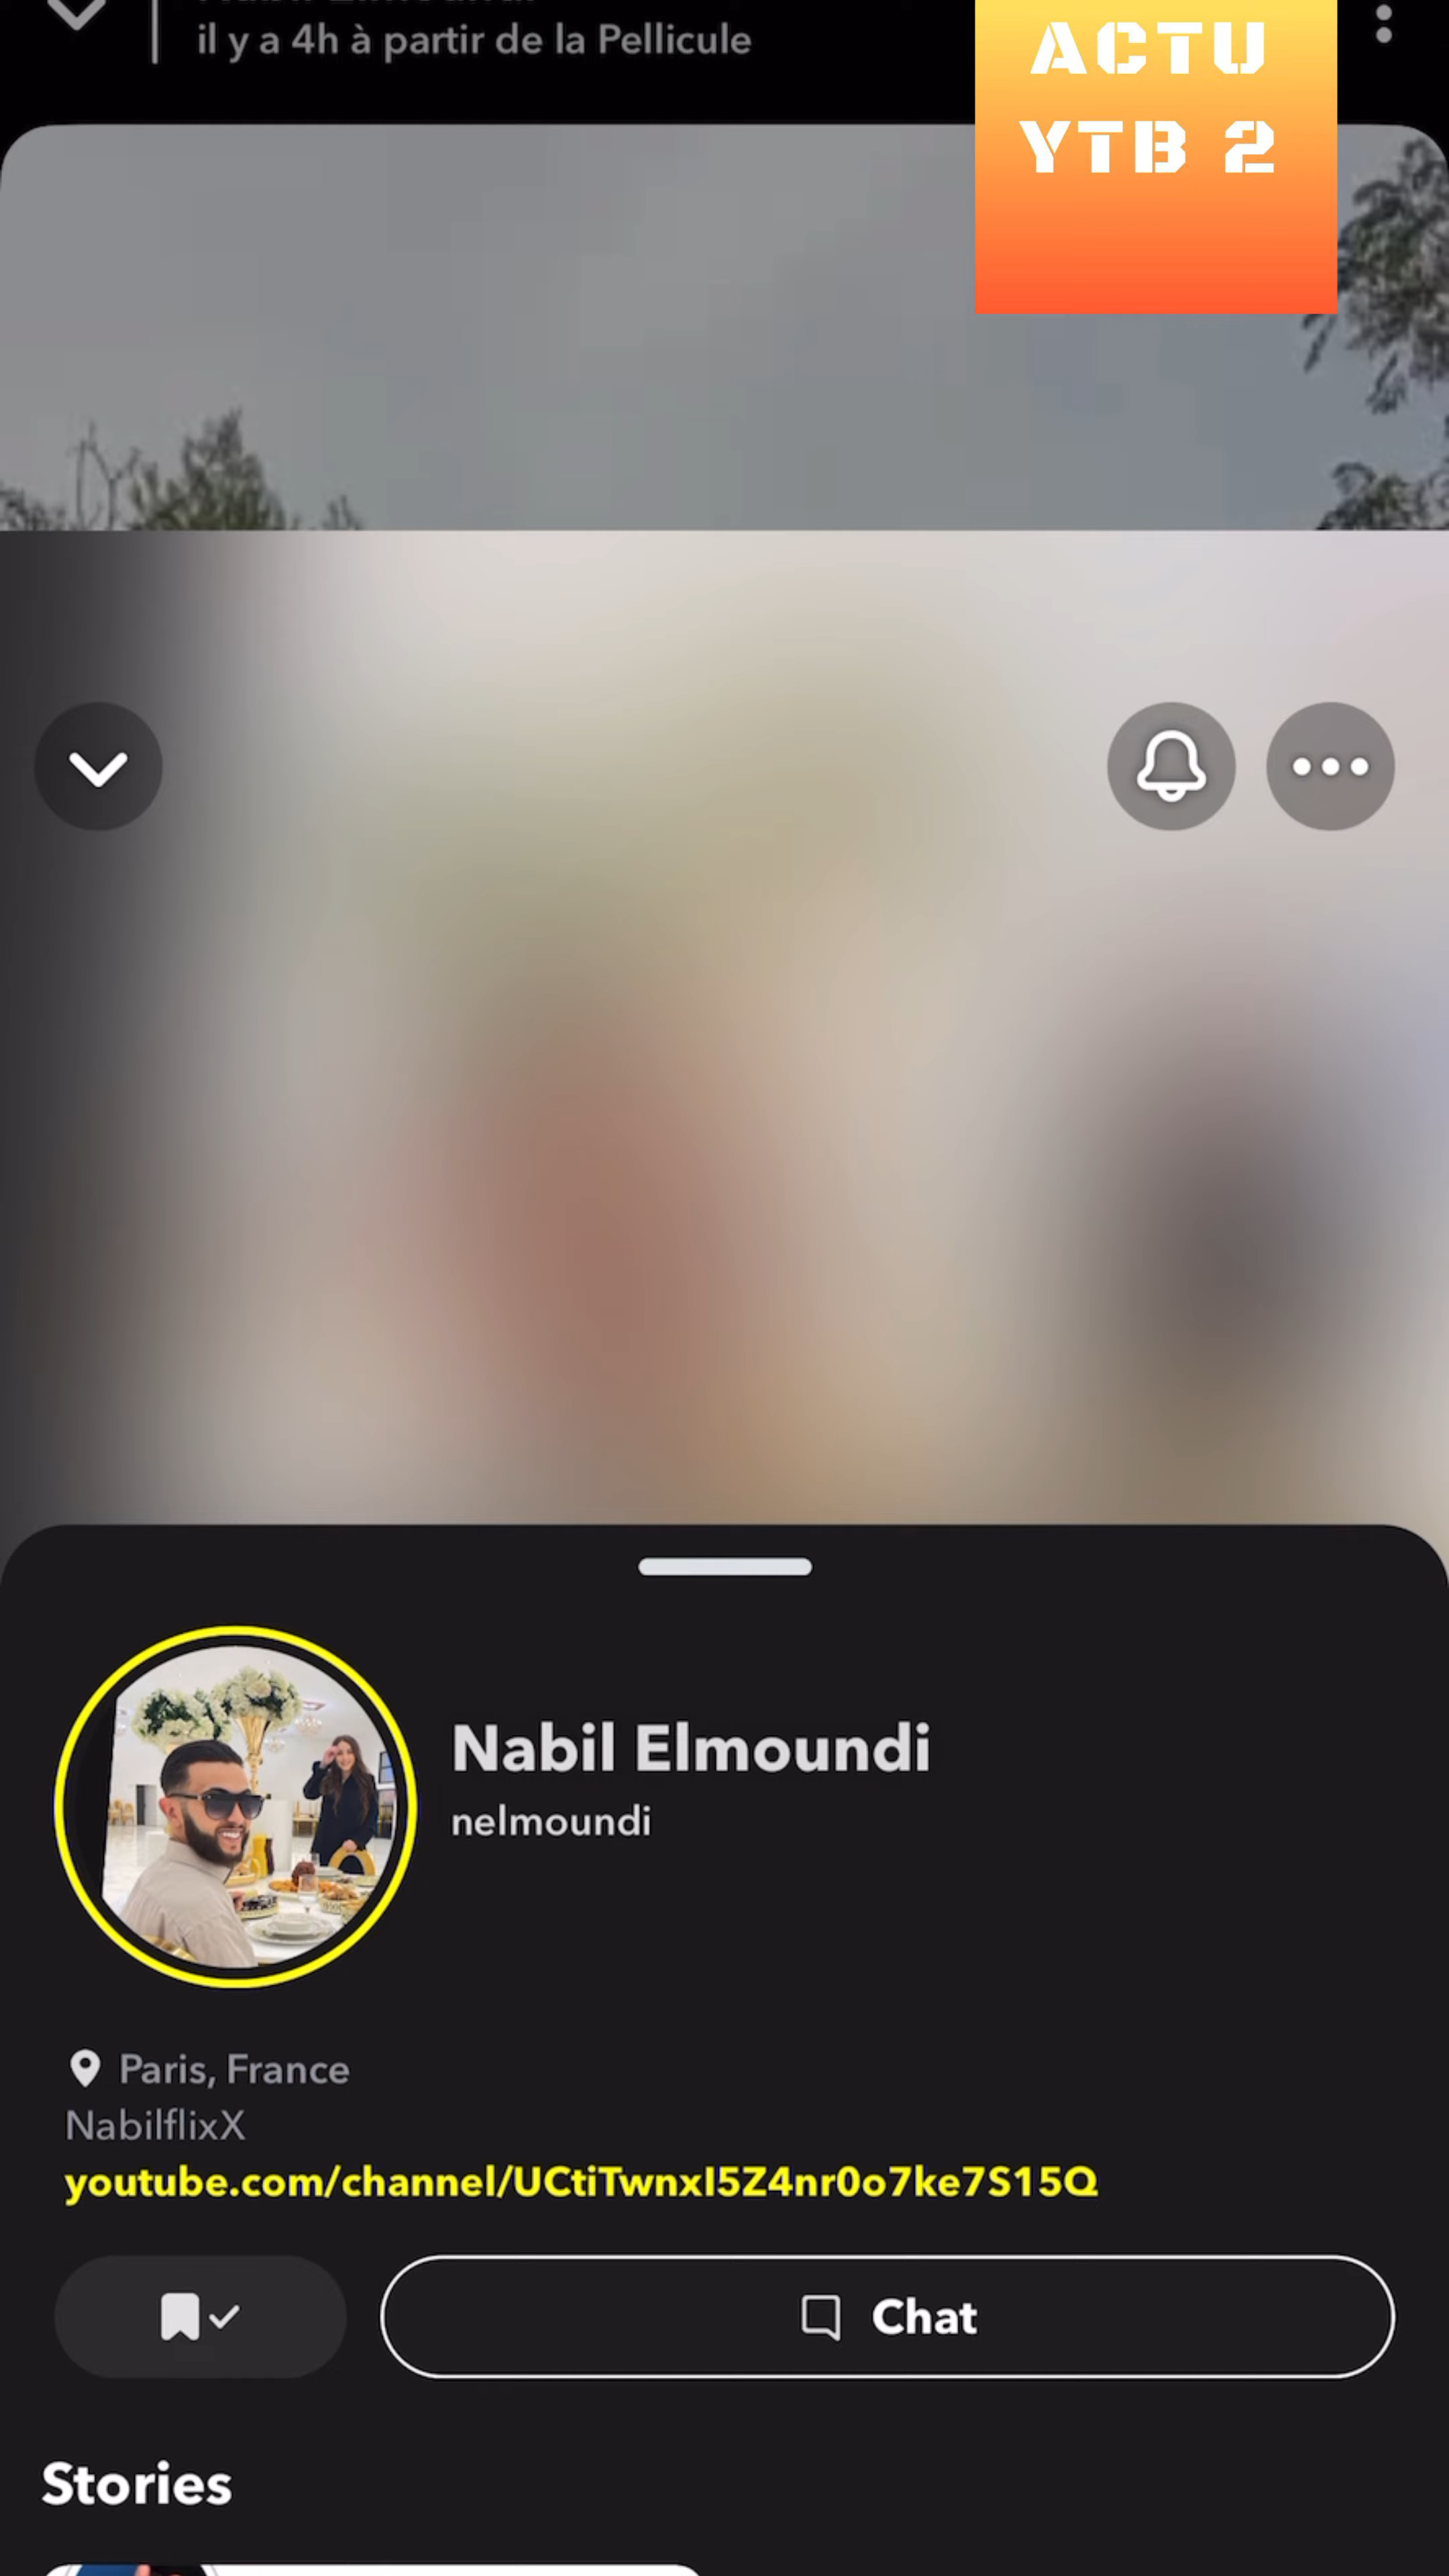 il y a 4h à partir de la Pellicule
ACTU
YTB 2
Nabil Elmoundi
nelmoundi
Paris, France
NabilflixX
youtube.com/channel/UCtiTwnxI5Z4nr0o7ke7S15Q
Chat
Stories